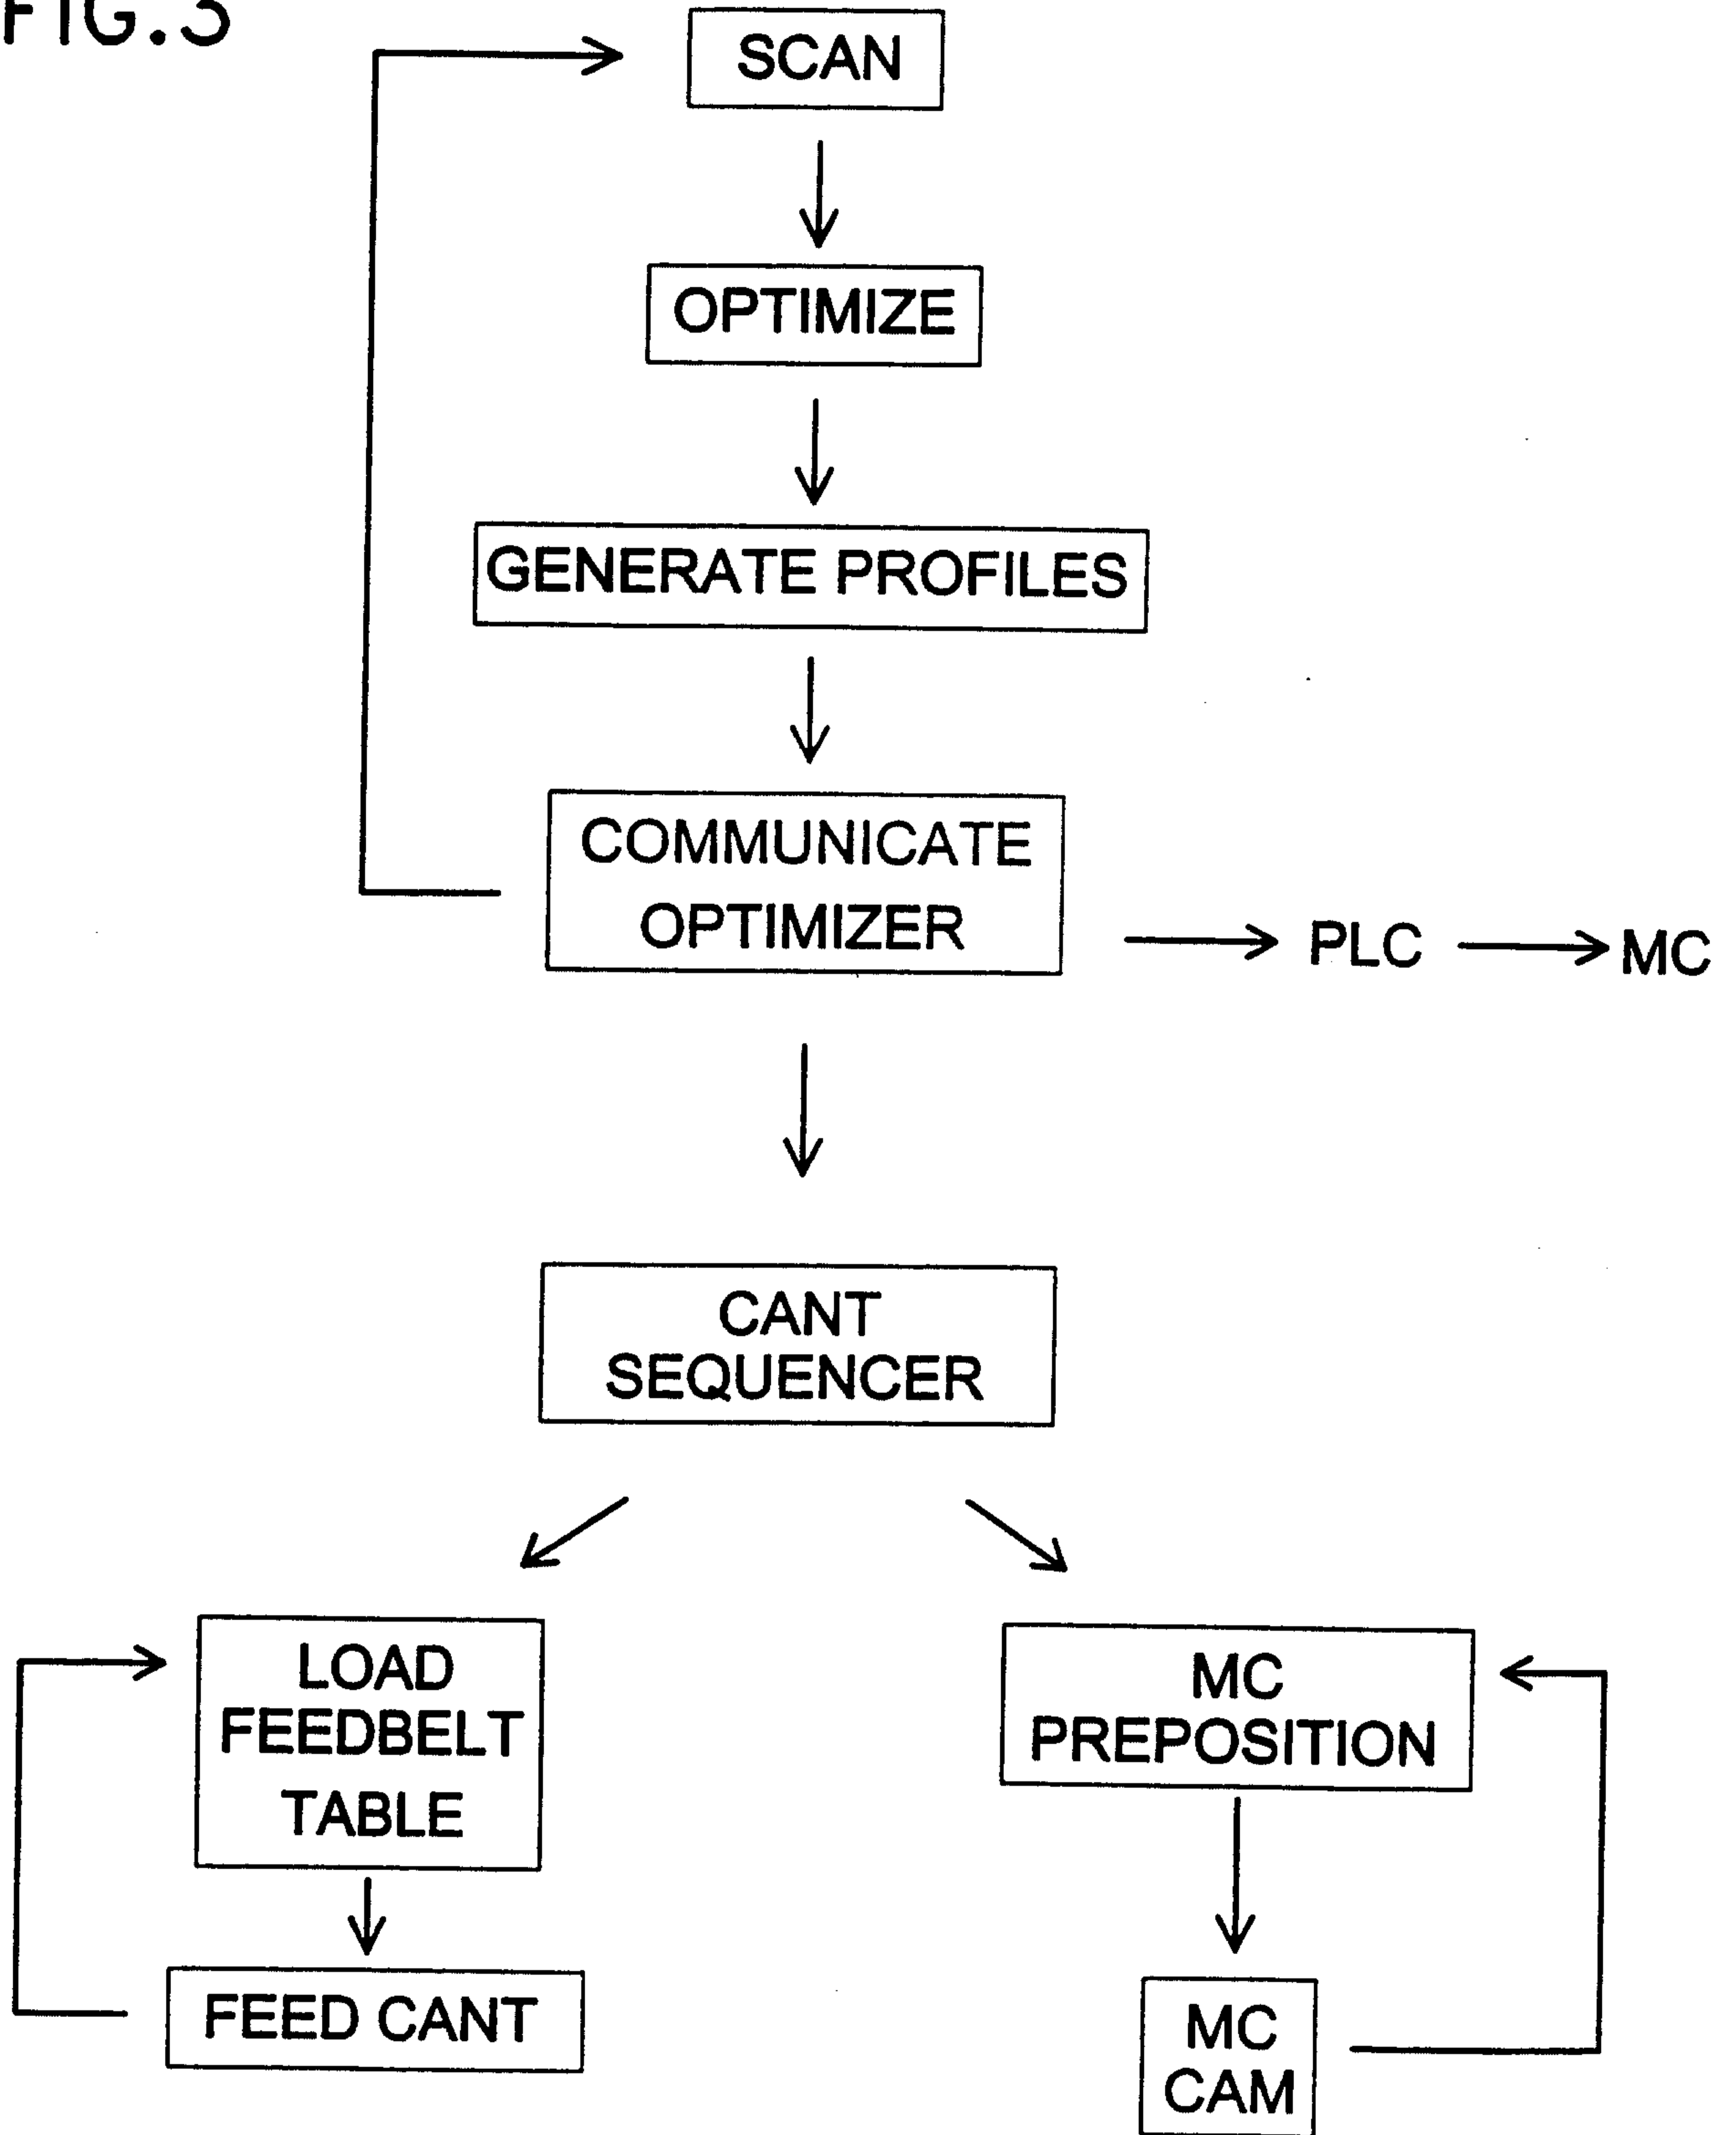 FIG.3
SCAN
OPTIMIZE
GENERATE PROFILES
COMMUNICATE
OPTIMIZER
PLC
MC
CANT
SEQUENCER
LOAD
FEEDBELT
TABLE
FEED CANT
MC
PREPOSITION
MC
CAM